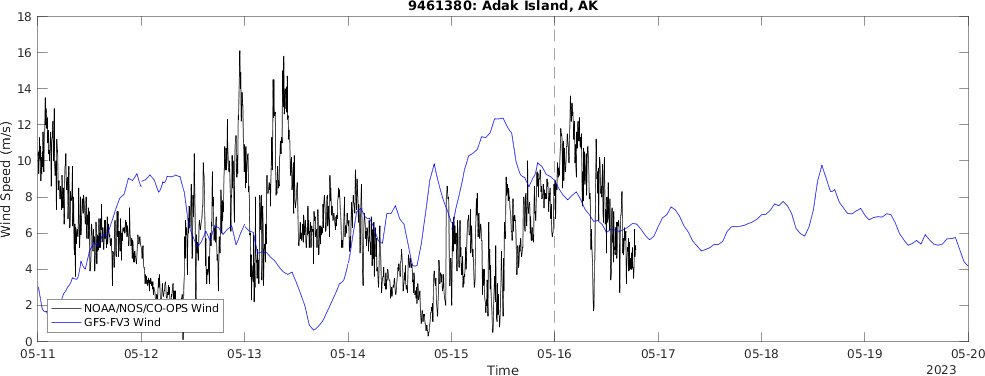 9461380: Adak Island, AK
Wind Speed (m/s)
18
16
14
12
10
8
6
4
2
0
NOAA/NOS/CO-OPS Wind
GFS-FV3 Wind
05-11 05-12 05-13 05-14 05-15 05-16 05-17 05-18 05-19 05-20
Time
2023